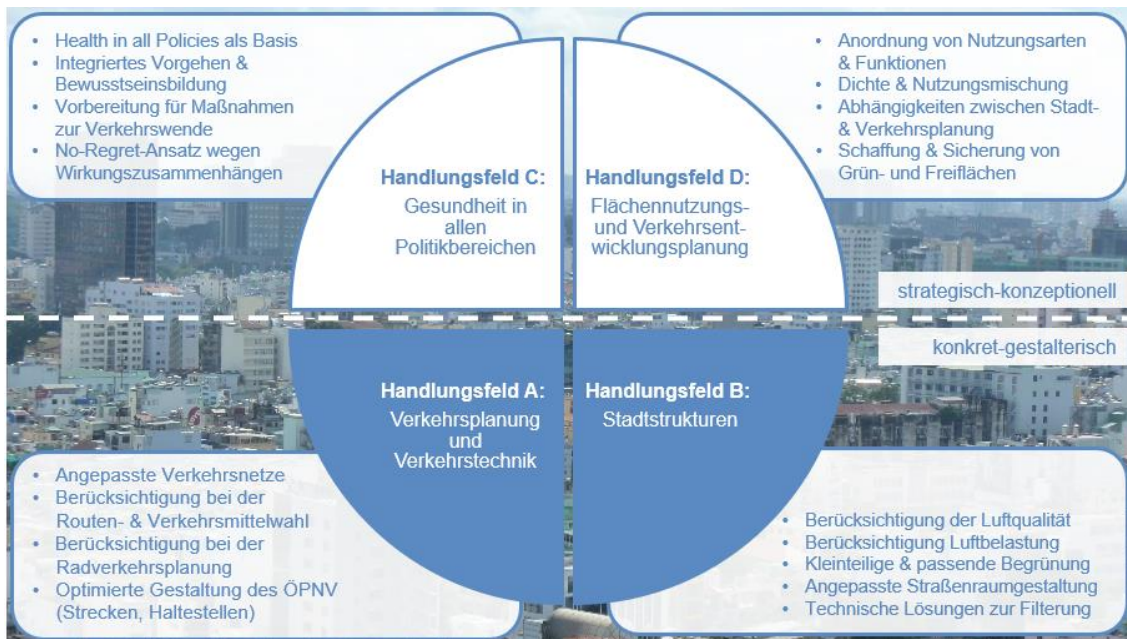 • Health in all Policies als Basis
• Integriertes Vorgehen &
Bewusstseinsbildung
• Vorbereitung für Maßnahmen
zur Verkehrswende
• No-Regret-Ansatz wegen
Wirkungszusammenhängen
• Anordnung von Nutzungsarten
& Funktionen
• Dichte & Nutzungsmischung
• Abhängigkeiten zwischen Stadt-
& Verkehrsplanung
• Schaffung & Sicherung von
Grün- und Freiflächen
Handlungsfeld C:
Gesundheit in
allen
Politikbereichen
Handlungsfeld D:
Flächennutzungs-
und Verkehrsent-
wicklungsplanung
strategisch-konzeptionell
konkret-gestalterisch
Handlungsfeld A:
Verkehrsplanung
und
Verkehrstechnik
Handlungsfeld B:
Stadtstrukturen
• Angepasste Verkehrsnetze
• Berücksichtigung bei der
Routen- & Verkehrsmittelwahl
• Berücksichtigung bei der
Radverkehrsplanung
• Optimierte Gestaltung des ÖPNV
(Strecken, Haltestellen)
• Berücksichtigung der Luftqualität
• Berücksichtigung Luftbelastung
• Kleinteilige & passende Begrünung
• Angepasste Straßenraumgestaltung
• Technische Lösungen zur Filterung